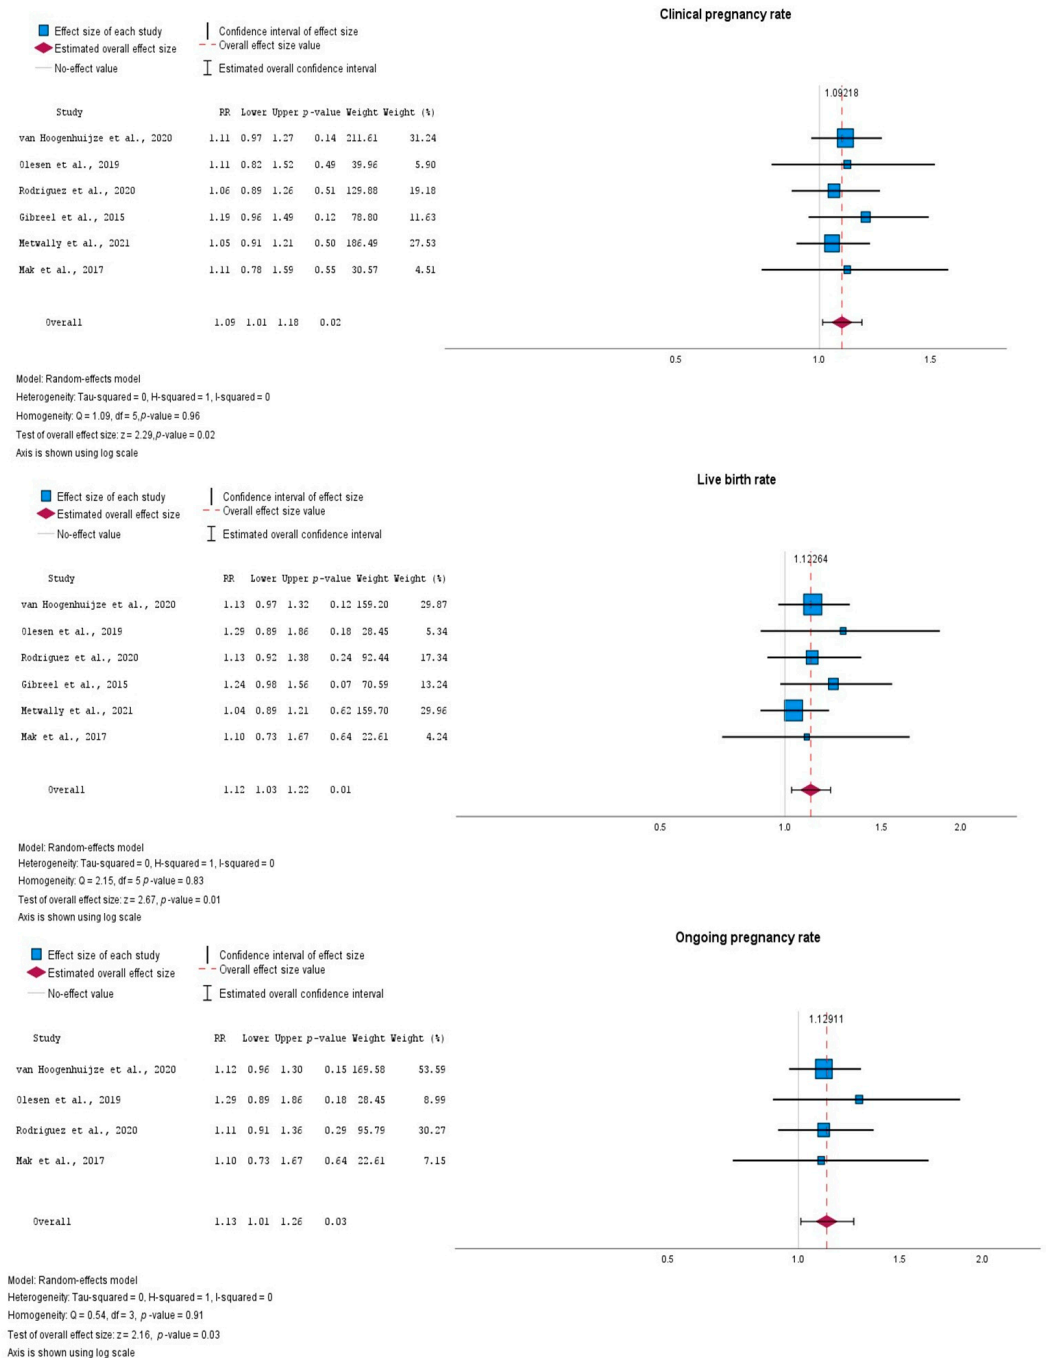 Clinical pregnancy rate
Effect size of each study
Confidence interval of effect size
Estimated overall effect size
Overall effect size value
No-effect value
Estimated overall confidence interval
Study RR Lower Upper p-value Weight Weight (%)
van Hoogenhuijze et al., 2020 1.11 0.97 1.27 0.14 211.61 31.24
Olesen et al., 2019 1.11 0.82 1.52 0.49 39.96 5.90
Rodriguez et al., 2020 1.06 0.89 1.26 0.51 129.88 19.18
Gibreel et al., 2015 1.19 0.96 1.49 0.12 78.80 11.63
Metwally et al., 2021 1.05 0.91 1.21 0.50 186.49 27.53
Mak et al., 2017 1.11 0.78 1.59 0.55 30.57 4.51
Overall 1.09 1.01 1.18 0.02
1.09218
0.5 1.0 1.5
Model: Random-effects model
Heterogeneity: Tau-squared = 0, H-squared = 1, I-squared = 0
Homogeneity: Q = 1.09, df = 5,p-value = 0.96
Test of overall effect size: z = 2.29,p-value = 0.02
Axis is shown using log scale
Live birth rate
Effect size of each study
Confidence interval of effect size
Estimated overall effect size
Overall effect size value
No-effect value
Estimated overall confidence interval
Study RR Lower Upper p-value Weight Weight (%)
van Hoogenhuijze et al., 2020 1.13 0.97 1.32 0.12 159.20 29.87
Olesen et al., 2019 1.29 0.89 1.86 0.18 28.45 5.34
Rodriguez et al., 2020 1.13 0.92 1.38 0.24 92.44 17.34
Gibreel et al., 2015 1.24 0.98 1.56 0.07 70.59 13.24
Metwally et al., 2021 1.04 0.89 1.21 0.62 159.70 29.96
Mak et al., 2017 1.10 0.73 1.67 0.64 22.61 4.24
Overall 1.12 1.03 1.22 0.01
1.12264
0.5 1.0 1.5 2.0
Model: Random-effects model
Heterogeneity: Tau-squared = 0, H-squared = 1, I-squared = 0
Homogeneity: Q = 2.15, df = 5 p-value = 0.83
Test of overall effect size: z = 2.67, p-value = 0.01
Axis is shown using log scale
Ongoing pregnancy rate
Effect size of each study
Confidence interval of effect size
Estimated overall effect size
Overall effect size value
No-effect value
Estimated overall confidence interval
Study RR Lower Upper p-value Weight Weight (%)
van Hoogenhuijze et al., 2020 1.12 0.96 1.30 0.15 169.58 53.59
Olesen et al., 2019 1.29 0.89 1.86 0.18 28.45 8.99
Rodriguez et al., 2020 1.11 0.91 1.36 0.29 95.79 30.27
Mak et al., 2017 1.10 0.73 1.67 0.64 22.61 7.15
Overall 1.13 1.01 1.26 0.03
1.12911
0.5 1.0 1.5 2.0
Model: Random-effects model
Heterogeneity: Tau-squared = 0, H-squared = 1, I-squared = 0
Homogeneity: Q = 0.54, df = 3, p-value = 0.91
Test of overall effect size: z = 2.16, p-value = 0.03
Axis is shown using log scale